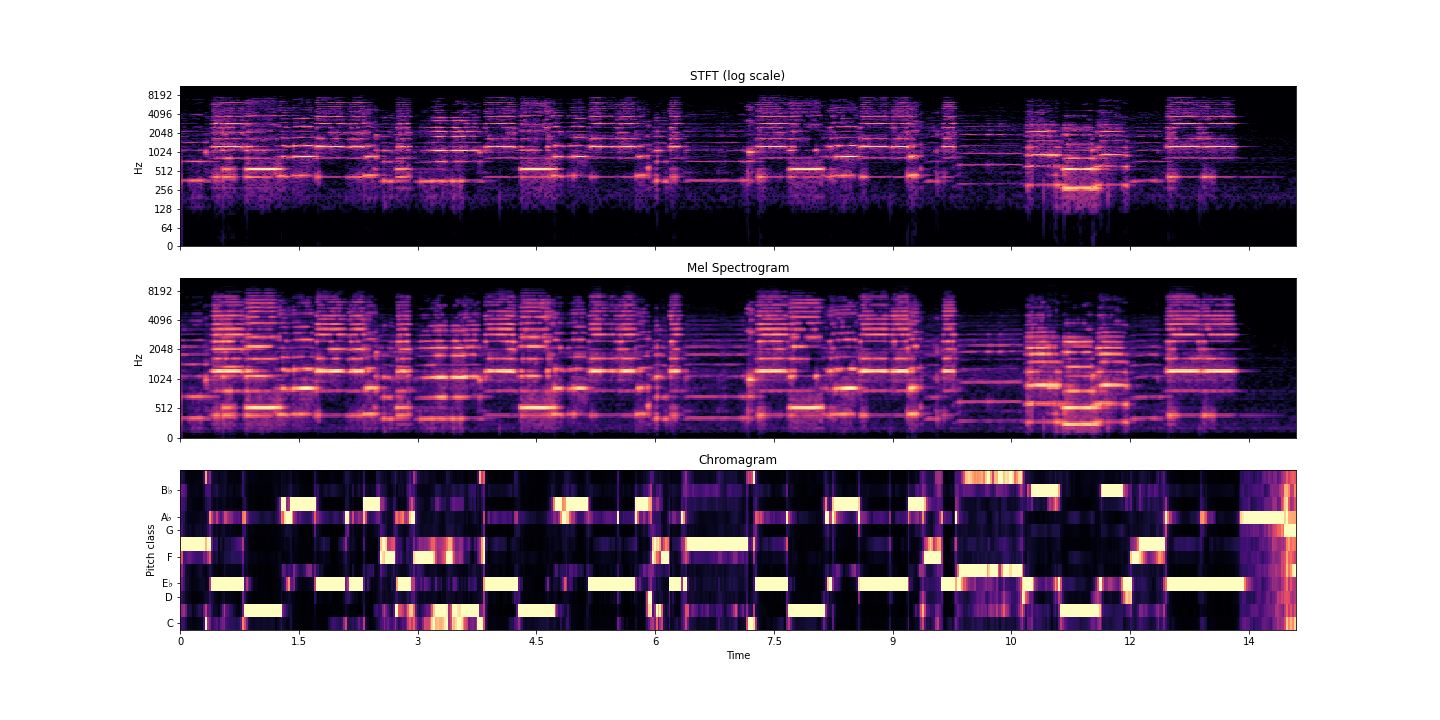 STFT (log scale)
8192
4096
2048
1024
512
256
128
64
0
Hz
Mel Spectrogram
8192
4096
2048
1024
512
0
Hz
Chromagram
B♭
A♭
G
F
E♭
D
C
Pitch class
0 1.5 3 4.5 6 7.5 9 10 12 14
Time